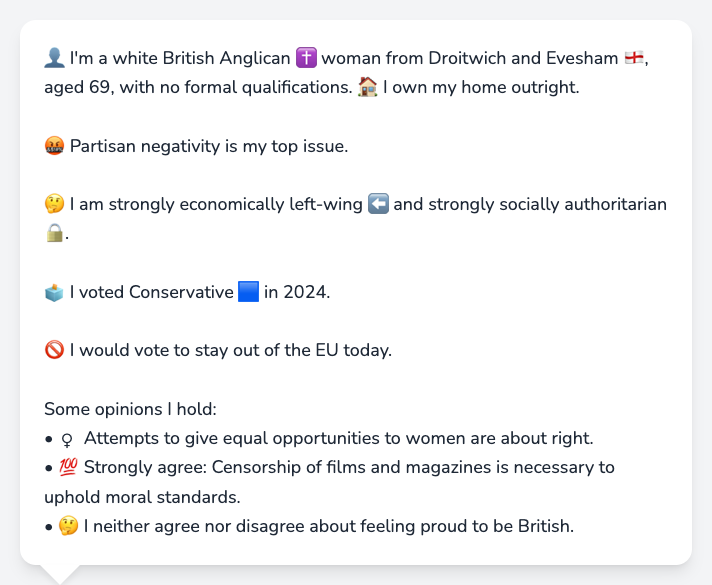 👤 I'm a white British Anglican ✝️ woman from Droitwich and Evesham 🏴󠁧󠁢󠁥󠁮󠁧󠁿,
aged 69, with no formal qualifications. 🏠 I own my home outright.
🤬 Partisan negativity is my top issue.
🤔 I am strongly economically left-wing ⬅️ and strongly socially authoritarian
🔒.
🗳️ I voted Conservative 🟦 in 2024.
🚫 I would vote to stay out of the EU today.
Some opinions I hold:
• ♀ Attempts to give equal opportunities to women are about right.
• 💯 Strongly agree: Censorship of films and magazines is necessary to
uphold moral standards.
• 🤔 I neither agree nor disagree about feeling proud to be British.